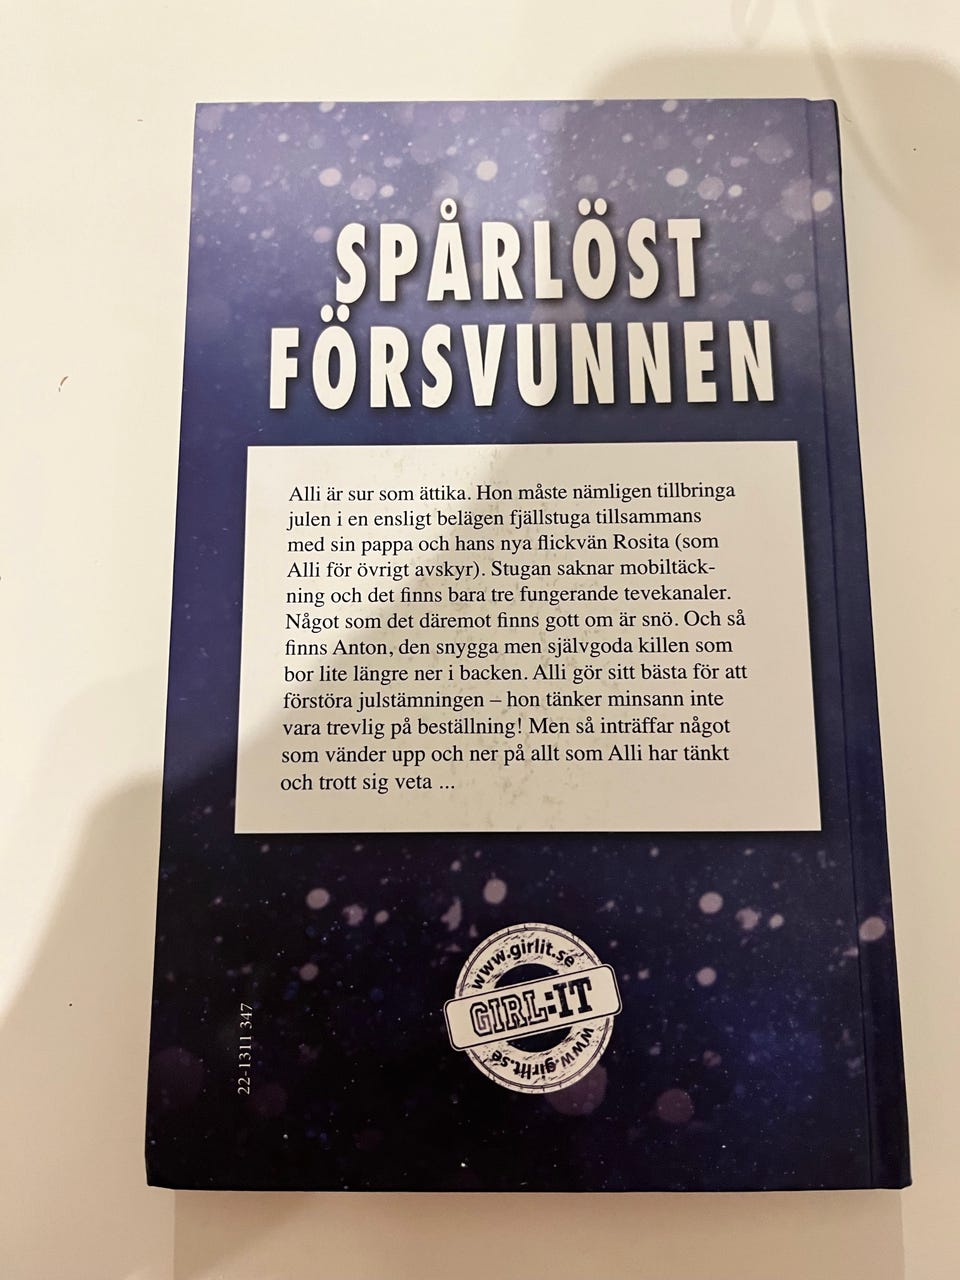 SPÅRLÖST
FÖRSVUNNEN
Alli är sur som ättika. Hon måste nämligen tillbringa
julen i en ensligt belägen fjällstuga tillsammans
med sin pappa och hans nya flickvän Rosita (som
Alli för övrigt avskyr). Stugan saknar mobiltäck-
ning och det finns bara tre fungerande tevekanaler.
Något som det däremot finns gott om är snö. Och så
finns Anton, den snygga men självgoda killen som
bor lite längre ner i backen. Alli gör sitt bästa för att
förstöra julstämningen – hon tänker minsann inte
vara trevlig på beställning! Men så inträffar något
som vänder upp och ner på allt som Alli har tänkt
och trott sig veta ...
www.girlit.se
GIRL:IT
www.girlit.se
22-1311 347